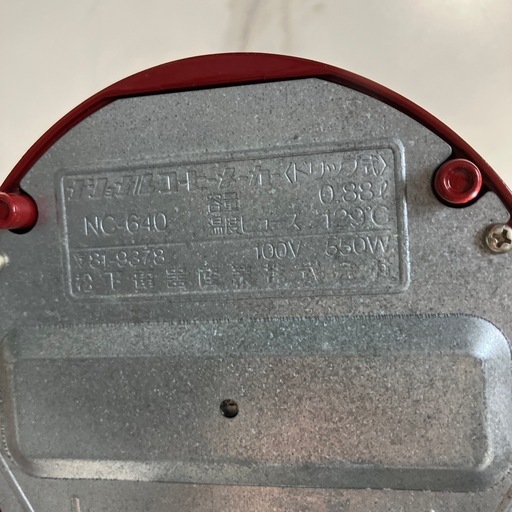 ナショナルコーヒーメーカー〈ドリップ式〉
容量 0.88ℓ
NC-640 温度ヒューズ 129℃
100V 550W
松下電器産業株式会社